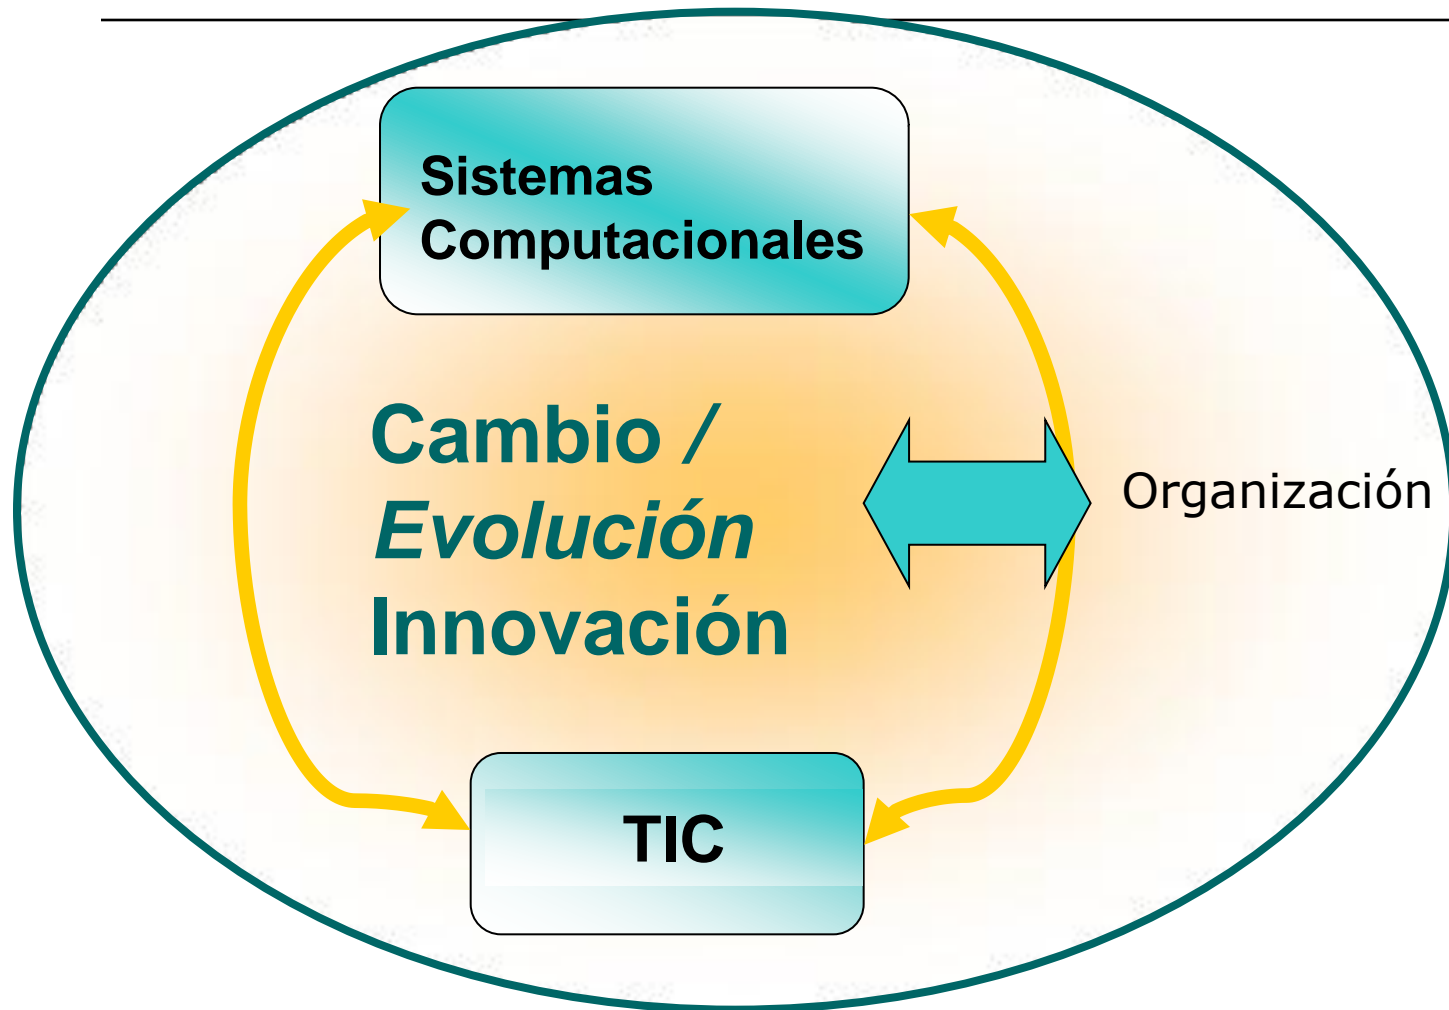 Sistemas
Computacionales
Cambio /
Evolución
Innovación
Organización
TIC